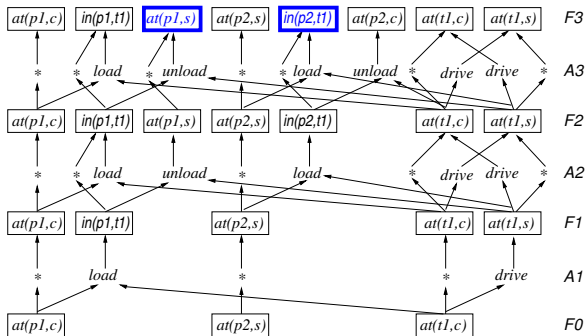 at(p1,c) in(p1,t1) at(p1,s) at(p2,s) in(p2,t1) at(p2,c) at(t1,c) at(t1,s) F3
* * load * unload * * load unload * drive drive * A3
at(p1,c) in(p1,t1) at(p1,s) at(p2,s) in(p2,t1) at(t1,c) at(t1,s) F2
* * load unload * load * drive drive * A2
at(p1,c) in(p1,t1) at(p2,s) at(t1,c) at(t1,s) F1
* load * * drive A1
at(p1,c) at(p2,s) at(t1,c) F0